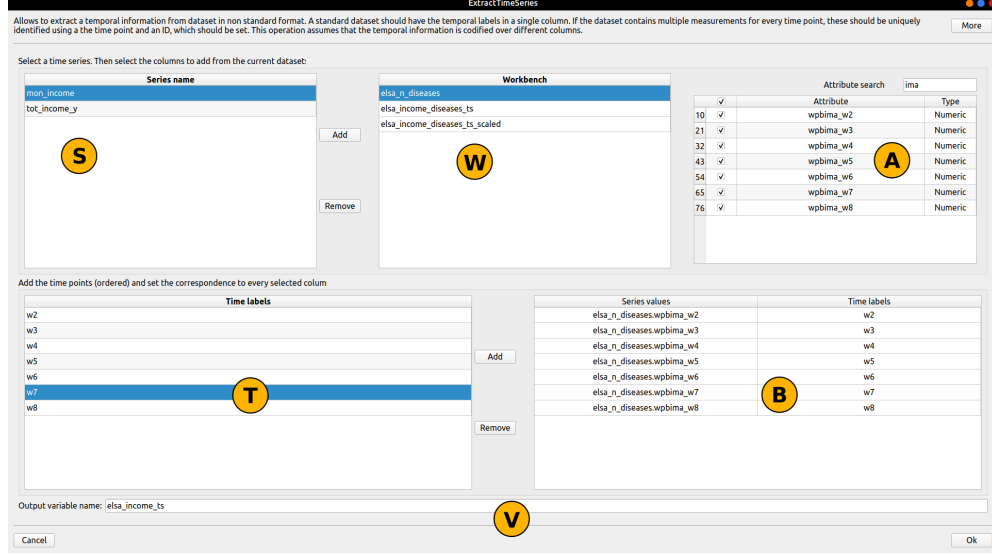 ExtractTimeSeries
Allows to extract a temporal information from dataset in non standard format. A standard dataset should have the temporal labels in a single column. If the dataset contains multiple measurements for every time point, these should be uniquely
identified using a the time point and an ID, which should be set. This operation assumes that the temporal information is codified over different columns.
More
Select a time series. Then select the columns to add from the current dataset:
Series name
mon_income
tot_income_y
S
Add
Remove
Workbench
elsa_n_diseases
elsa_income_diseases_ts
elsa_income_diseases_ts_scaled
W
Attribute search ima
Attribute Type
10 wpbima_w2 Numeric
21 wpbima_w3 Numeric
32 wpbima_w4 Numeric
43 wpbima_w5 Numeric
54 wpbima_w6 Numeric
65 wpbima_w7 Numeric
76 wpbima_w8 Numeric
A
Add the time points (ordered) and set the correspondence to every selected colum
Time labels
w2
w3
w4
w5
w6
w7
w8
T
Add
Remove
Series values Time labels
elsa_n_diseases.wpbima_w2 w2
elsa_n_diseases.wpbima_w3 w3
elsa_n_diseases.wpbima_w4 w4
elsa_n_diseases.wpbima_w5 w5
elsa_n_diseases.wpbima_w6 w6
elsa_n_diseases.wpbima_w7 w7
elsa_n_diseases.wpbima_w8 w8
B
Output variable name: elsa_income_ts
V
Cancel
Ok